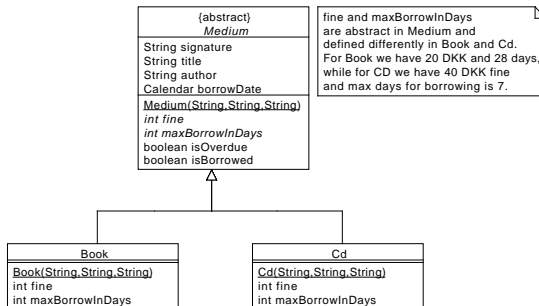 {abstract}
Medium
String signature
String title
String author
Calendar borrowDate
Medium(String,String,String)
int fine
int maxBorrowInDays
boolean isOverdue
boolean isBorrowed
fine and maxBorrowInDays
are abstract in Medium and
defined differently in Book and Cd.
For Book we have 20 DKK and 28 days,
while for CD we have 40 DKK fine
and max days for borrowing is 7.
Book
Book(String,String,String)
int fine
int maxBorrowInDays
Cd
Cd(String,String,String)
int fine
int maxBorrowInDays